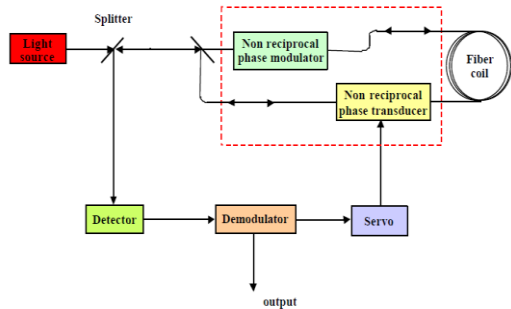 Splitter
Light
source
Non reciprocal
phase modulator
Fiber
coil
Non reciprocal
phase transducer
Detector
Demodulator
Servo
output